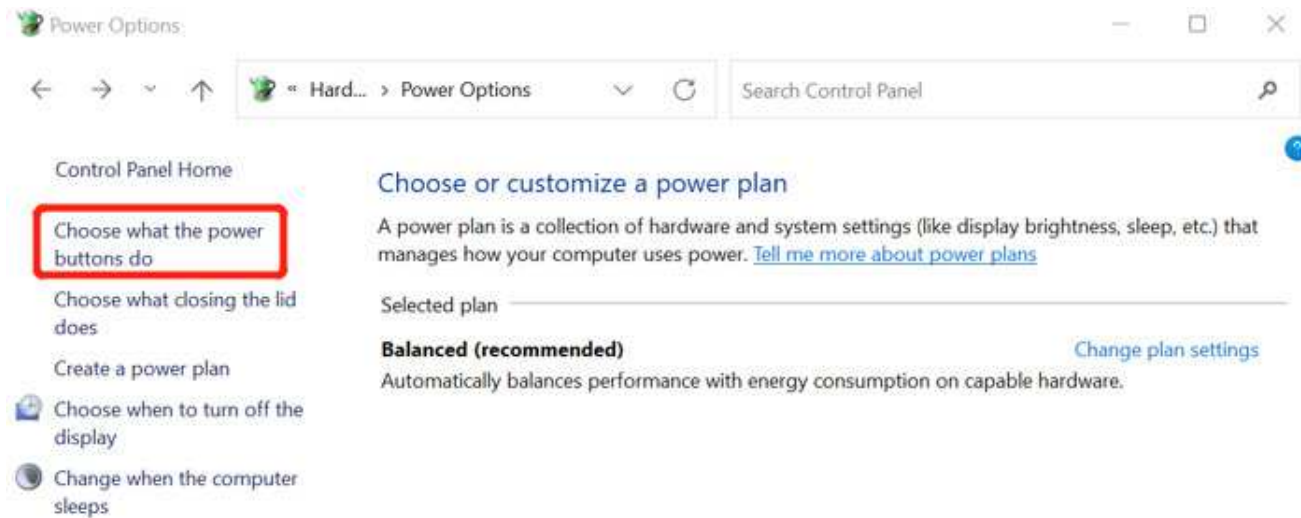 Power Options
« Hard... > Power Options
Search Control Panel
Control Panel Home
Choose what the power
buttons do
Choose what closing the lid
does
Create a power plan
Choose when to turn off the
display
Change when the computer
sleeps
Choose or customize a power plan
A power plan is a collection of hardware and system settings (like display brightness, sleep, etc.) that
manages how your computer uses power. Tell me more about power plans
Selected plan
Balanced (recommended)
Change plan settings
Automatically balances performance with energy consumption on capable hardware.